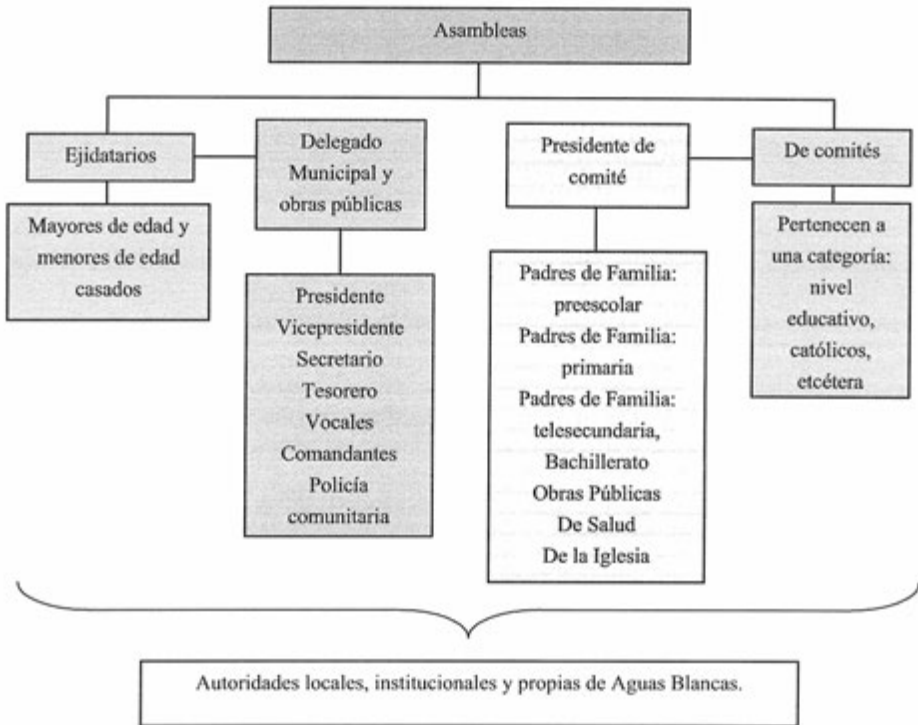 Asambleas
Ejidatarios
Mayores de edad y
menores de edad
casados
Delegado
Municipal y
obras públicas
Presidente
Vicepresidente
Secretario
Tesorero
Vocales
Comandantes
Policía
comunitaria
Presidente de
comité
Padres de Familia:
preescolar
Padres de Familia:
primaria
Padres de Familia:
telesecundaria,
Bachillerato
Obras Públicas
De Salud
De la Iglesia
De comités
Pertenecen a
una categoría:
nivel
educativo,
católicos,
etcétera
Autoridades locales, institucionales y propias de Aguas Blancas.